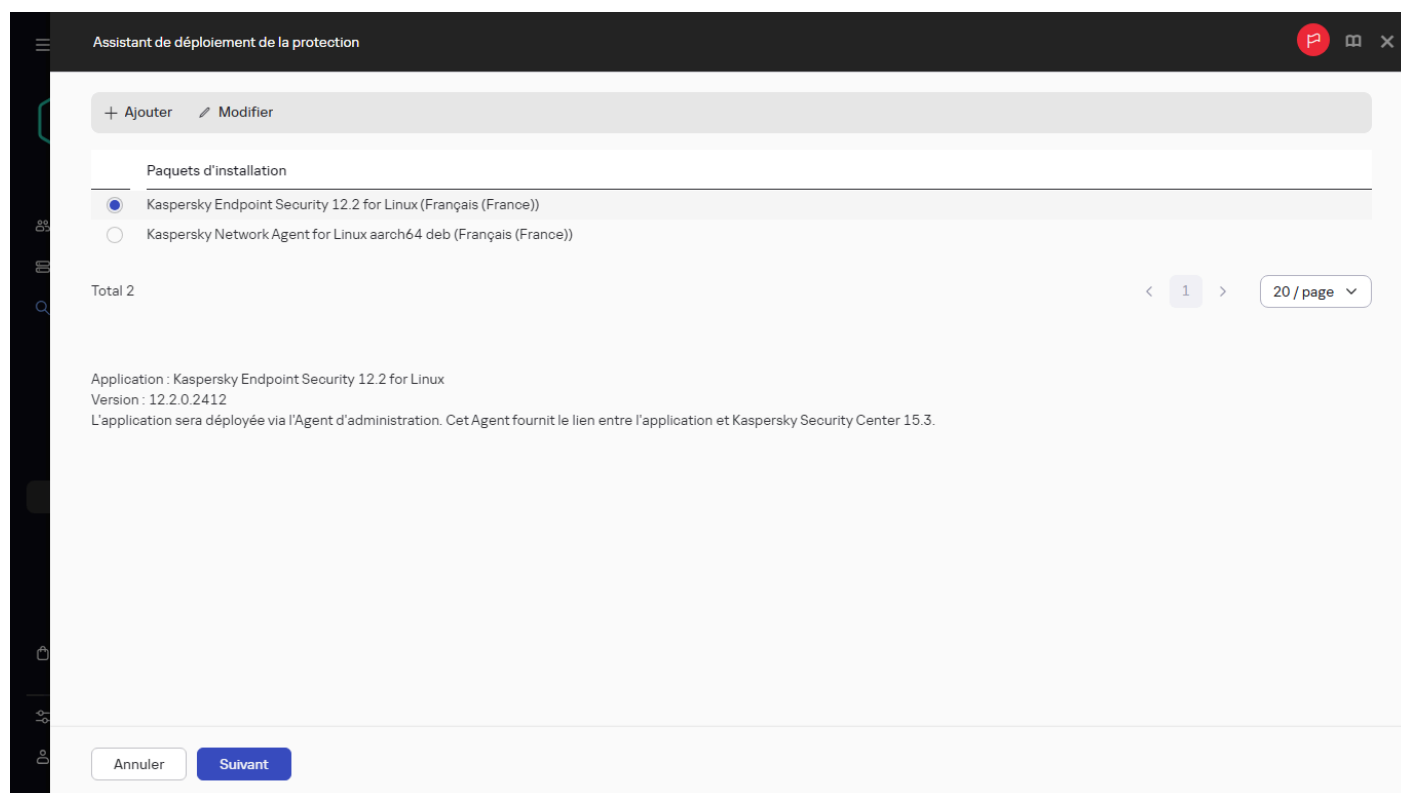 Assistant de déploiement de la protection
Ajouter Modifier
Paquets d'installation
Kaspersky Endpoint Security 12.2 for Linux (Français (France))
Kaspersky Network Agent for Linux aarch64 deb (Français (France))
Total 2 1 20 / page
Application : Kaspersky Endpoint Security 12.2 for Linux
Version : 12.2.0.2412
L'application sera déployée via l'Agent d'administration. Cet Agent fournit le lien entre l'application et Kaspersky Security Center 15.3.
Annuler Suivant